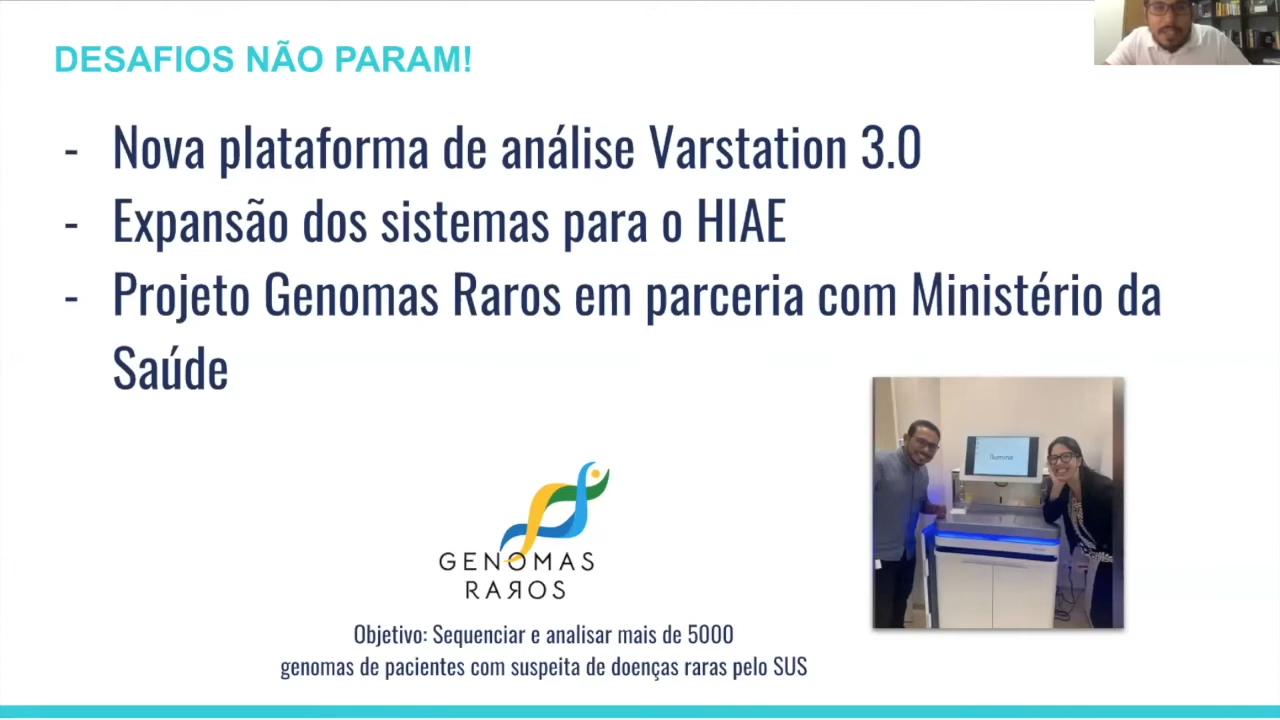 DESAFIOS NÃO PARAM!
- Nova plataforma de análise Varstation 3.0
- Expansão dos sistemas para o HIAE
- Projeto Genomas Raros em parceria com Ministério da
Saúde
illumina
GENOMAS
RAЯOS
Objetivo: Sequenciar e analisar mais de 5000
genomas de pacientes com suspeita de doenças raras pelo SUS